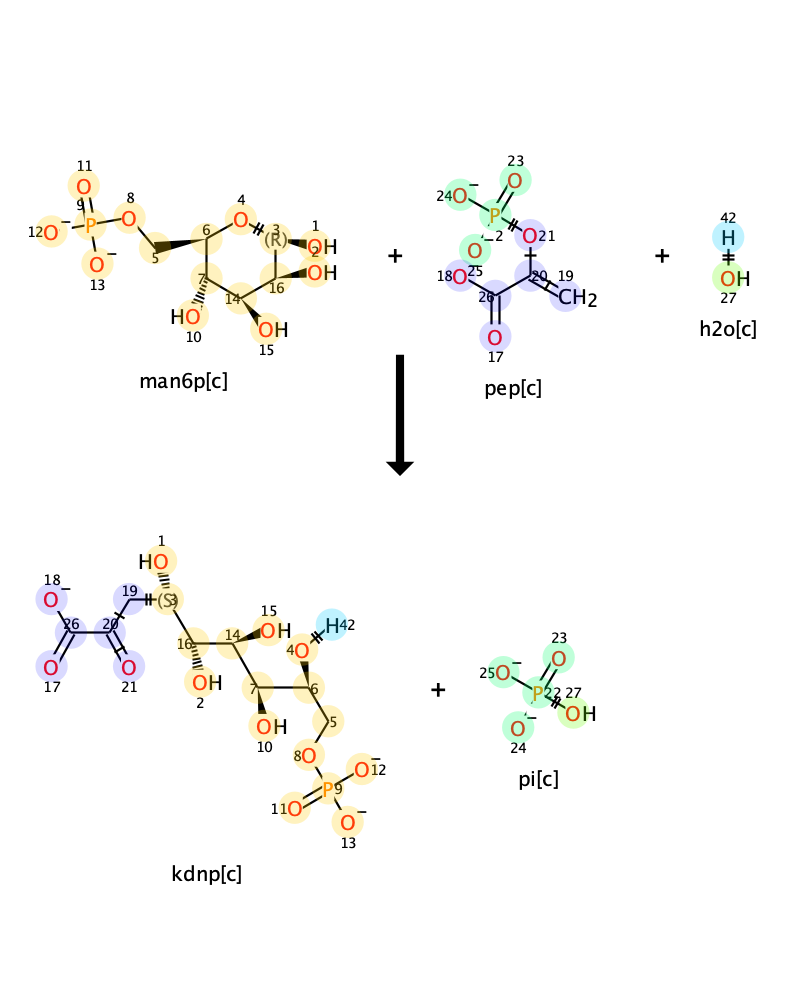 11
O
9
P
12 O⁻
O⁻
13
8
O
5
6
4
O
3
(R)
1
OH
2
OH
7
14
16
HO
10
OH
15
man6p[c]
+
23
O
24 O⁻
P
2
O
25
O 21
18 O
20
19
CH2
26
O
17
pep[c]
+
42
H
OH
27
h2o[c]
1
HO
18
O⁻
19
(S)
3
26
20
O
17
O
21
16
14
15
OH
4 O
H 42
OH
2
7
6
OH
10
5
8 O
P 9
O⁻ 12
11 O
O⁻
13
kdnp[c]
+
23
O
25 O⁻
P 22
27
OH
O⁻
24
pi[c]